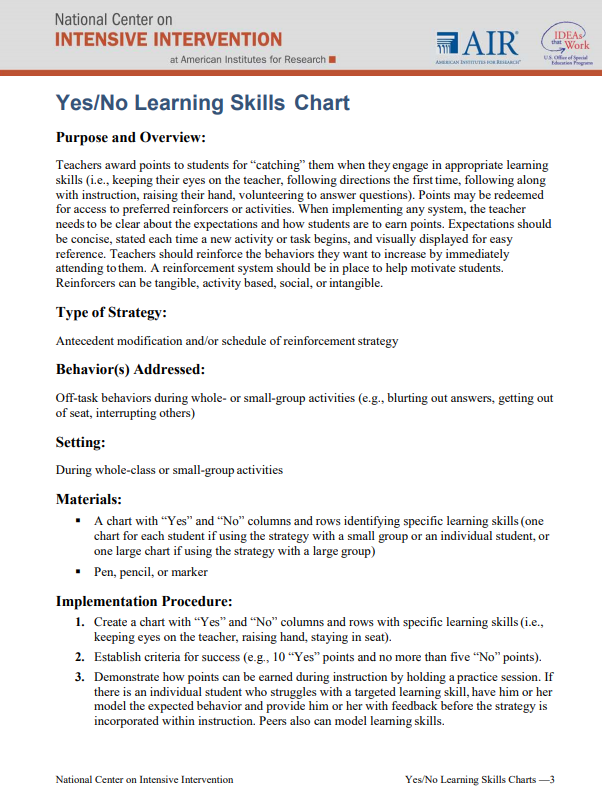 National Center on
INTENSIVE INTERVENTION
at American Institutes for Research
AIR®
AMERICAN INSTITUTES FOR RESEARCH®
IDEAs
that
Work
U.S. Office of Special
Education Programs
Yes/No Learning Skills Chart
Purpose and Overview:
Teachers award points to students for “catching” them when they engage in appropriate learning
skills (i.e., keeping their eyes on the teacher, following directions the first time, following along
with instruction, raising their hand, volunteering to answer questions). Points may be redeemed
for access to preferred reinforcers or activities. When implementing any system, the teacher
needs to be clear about the expectations and how students are to earn points. Expectations should
be concise, stated each time a new activity or task begins, and visually displayed for easy
reference. Teachers should reinforce the behaviors they want to increase by immediately
attending to them. A reinforcement system should be in place to help motivate students.
Reinforcers can be tangible, activity based, social, or intangible.
Type of Strategy:
Antecedent modification and/or schedule of reinforcement strategy
Behavior(s) Addressed:
Off-task behaviors during whole- or small-group activities (e.g., blurting out answers, getting out
of seat, interrupting others)
Setting:
During whole-class or small-group activities
Materials:
▪ A chart with “Yes” and “No” columns and rows identifying specific learning skills (one
chart for each student if using the strategy with a small group or an individual student, or
one large chart if using the strategy with a large group)
▪ Pen, pencil, or marker
Implementation Procedure:
1. Create a chart with “Yes” and “No” columns and rows with specific learning skills (i.e.,
keeping eyes on the teacher, raising hand, staying in seat).
2. Establish criteria for success (e.g., 10 “Yes” points and no more than five “No” points).
3. Demonstrate how points can be earned during instruction by holding a practice session. If
there is an individual student who struggles with a targeted learning skill, have him or her
model the expected behavior and provide him or her with feedback before the strategy is
incorporated within instruction. Peers also can model learning skills.
National Center on Intensive Intervention
Yes/No Learning Skills Charts —3